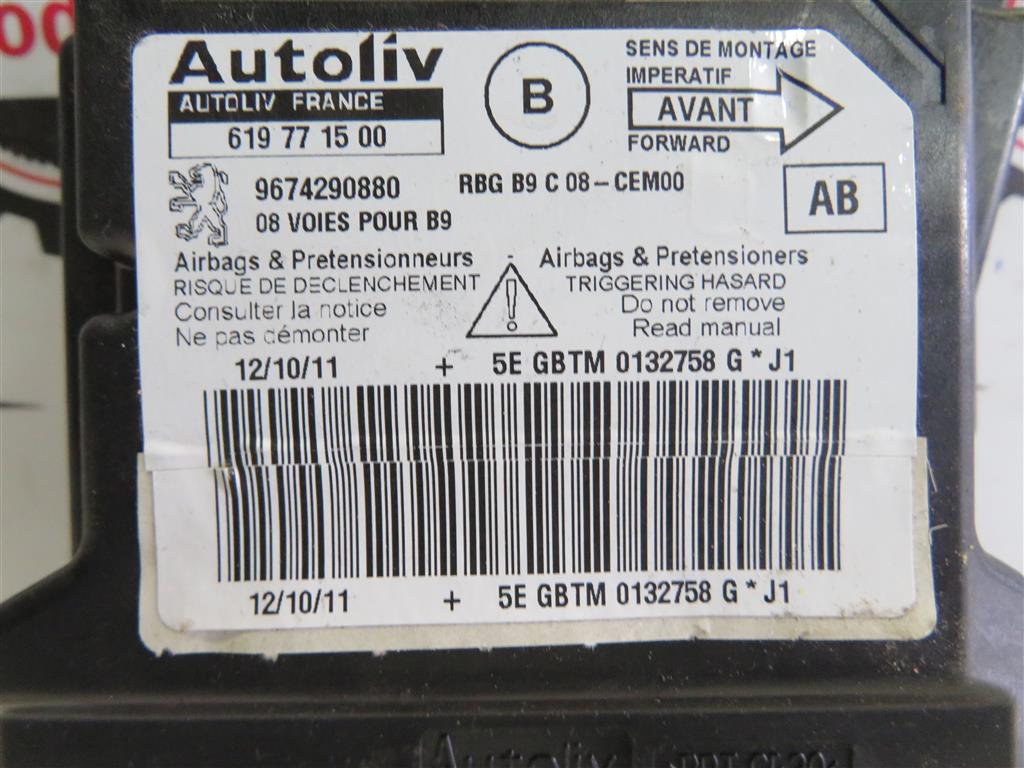 Autoliv
AUTOLIV FRANCE
619 77 15 00
B
SENS DE MONTAGE
IMPERATIF
AVANT
FORWARD
9674290880
RBG B9 C 08-CEM00
08 VOIES POUR B9
AB
Airbags & Pretensionneurs
RISQUE DE DECLENCHEMENT
Consulter la notice
Ne pas démonter
Airbags & Pretensioners
TRIGGERING HASARD
Do not remove
Read manual
12/10/11 + 5E GBTM 0132758 G * J1
12/10/11 + 5E GBTM 0132758 G * J1
Autoliv